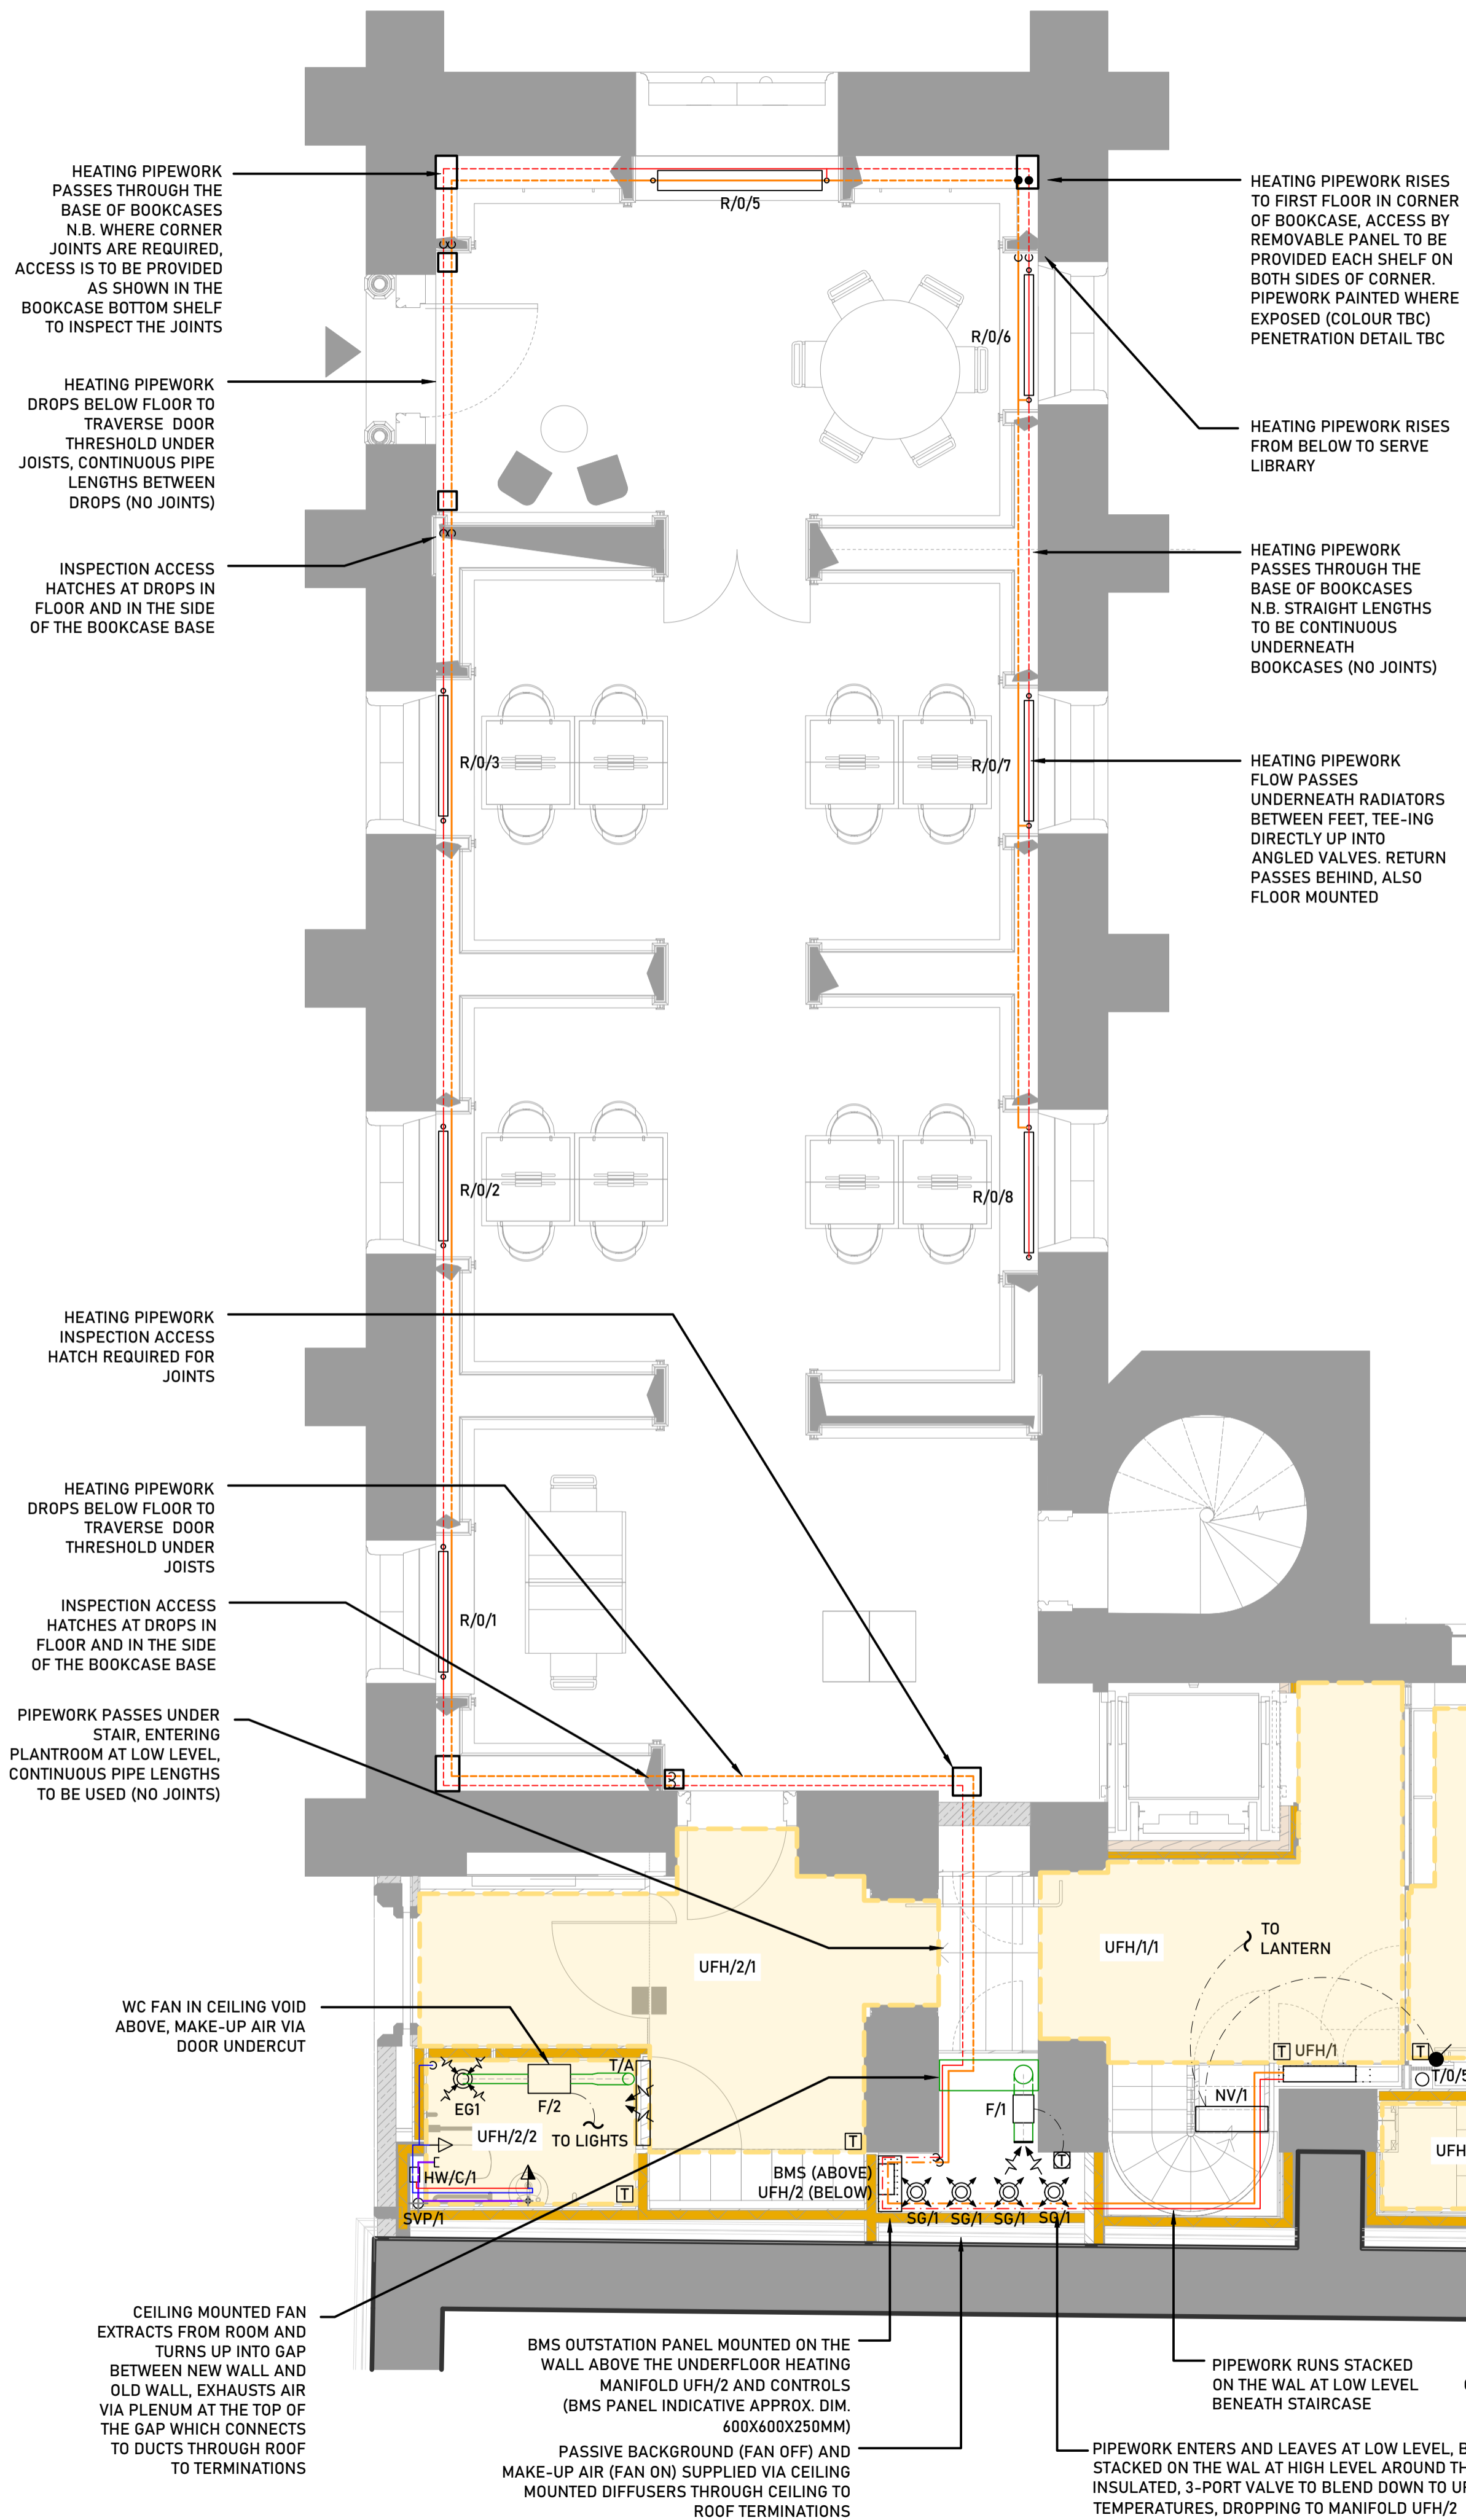 HEATING PIPEWORK
PASSES THROUGH THE
BASE OF BOOKCASES
N.B. WHERE CORNER
JOINTS ARE REQUIRED,
ACCESS IS TO BE PROVIDED
AS SHOWN IN THE
BOOKCASE BOTTOM SHELF
TO INSPECT THE JOINTS
HEATING PIPEWORK
DROPS BELOW FLOOR TO
TRAVERSE DOOR
THRESHOLD UNDER
JOISTS, CONTINUOUS PIPE
LENGTHS BETWEEN
DROPS (NO JOINTS)
INSPECTION ACCESS
HATCHES AT DROPS IN
FLOOR AND IN THE SIDE
OF THE BOOKCASE BASE
HEATING PIPEWORK RISES
TO FIRST FLOOR IN CORNER
OF BOOKCASE, ACCESS BY
REMOVABLE PANEL TO BE
PROVIDED EACH SHELF ON
BOTH SIDES OF CORNER.
PIPEWORK PAINTED WHERE
EXPOSED (COLOUR TBC)
PENETRATION DETAIL TBC
HEATING PIPEWORK RISES
FROM BELOW TO SERVE
LIBRARY
HEATING PIPEWORK
PASSES THROUGH THE
BASE OF BOOKCASES
N.B. STRAIGHT LENGTHS
TO BE CONTINUOUS
UNDERNEATH
BOOKCASES (NO JOINTS)
HEATING PIPEWORK
FLOW PASSES
UNDERNEATH RADIATORS
BETWEEN FEET, TEE-ING
DIRECTLY UP INTO
ANGLED VALVES. RETURN
PASSES BEHIND, ALSO
FLOOR MOUNTED
R/0/5
R/0/6
R/0/3
R/0/7
R/0/2
R/0/8
R/0/1
HEATING PIPEWORK
INSPECTION ACCESS
HATCH REQUIRED FOR
JOINTS
HEATING PIPEWORK
DROPS BELOW FLOOR TO
TRAVERSE DOOR
THRESHOLD UNDER
JOISTS
INSPECTION ACCESS
HATCHES AT DROPS IN
FLOOR AND IN THE SIDE
OF THE BOOKCASE BASE
PIPEWORK PASSES UNDER
STAIR, ENTERING
PLANTROOM AT LOW LEVEL,
CONTINUOUS PIPE LENGTHS
TO BE USED (NO JOINTS)
UFH/2/1
UFH/1/1
TO
LANTERN
WC FAN IN CEILING VOID
ABOVE, MAKE-UP AIR VIA
DOOR UNDERCUT
T/A
EG1
F/2
UFH/2/2
TO LIGHTS
HW/C/1
SVP/1
T
T
F/1
T
BMS (ABOVE)
UFH/2 (BELOW)
SG/1
SG/1
SG/1
SG/1
T
UFH/1
T
T/0/5
NV/1
UFH
CEILING MOUNTED FAN
EXTRACTS FROM ROOM AND
TURNS UP INTO GAP
BETWEEN NEW WALL AND
OLD WALL, EXHAUSTS AIR
VIA PLENUM AT THE TOP OF
THE GAP WHICH CONNECTS
TO DUCTS THROUGH ROOF
TO TERMINATIONS
BMS OUTSTATION PANEL MOUNTED ON THE
WALL ABOVE THE UNDERFLOOR HEATING
MANIFOLD UFH/2 AND CONTROLS
(BMS PANEL INDICATIVE APPROX. DIM.
600X600X250MM)
PASSIVE BACKGROUND (FAN OFF) AND
MAKE-UP AIR (FAN ON) SUPPLIED VIA CEILING
MOUNTED DIFFUSERS THROUGH CEILING TO
ROOF TERMINATIONS
PIPEWORK RUNS STACKED
ON THE WAL AT LOW LEVEL
BENEATH STAIRCASE
PIPEWORK ENTERS AND LEAVES AT LOW LEVEL, B
STACKED ON THE WAL AT HIGH LEVEL AROUND TH
INSULATED, 3-PORT VALVE TO BLEND DOWN TO UF
TEMPERATURES, DROPPING TO MANIFOLD UFH/2